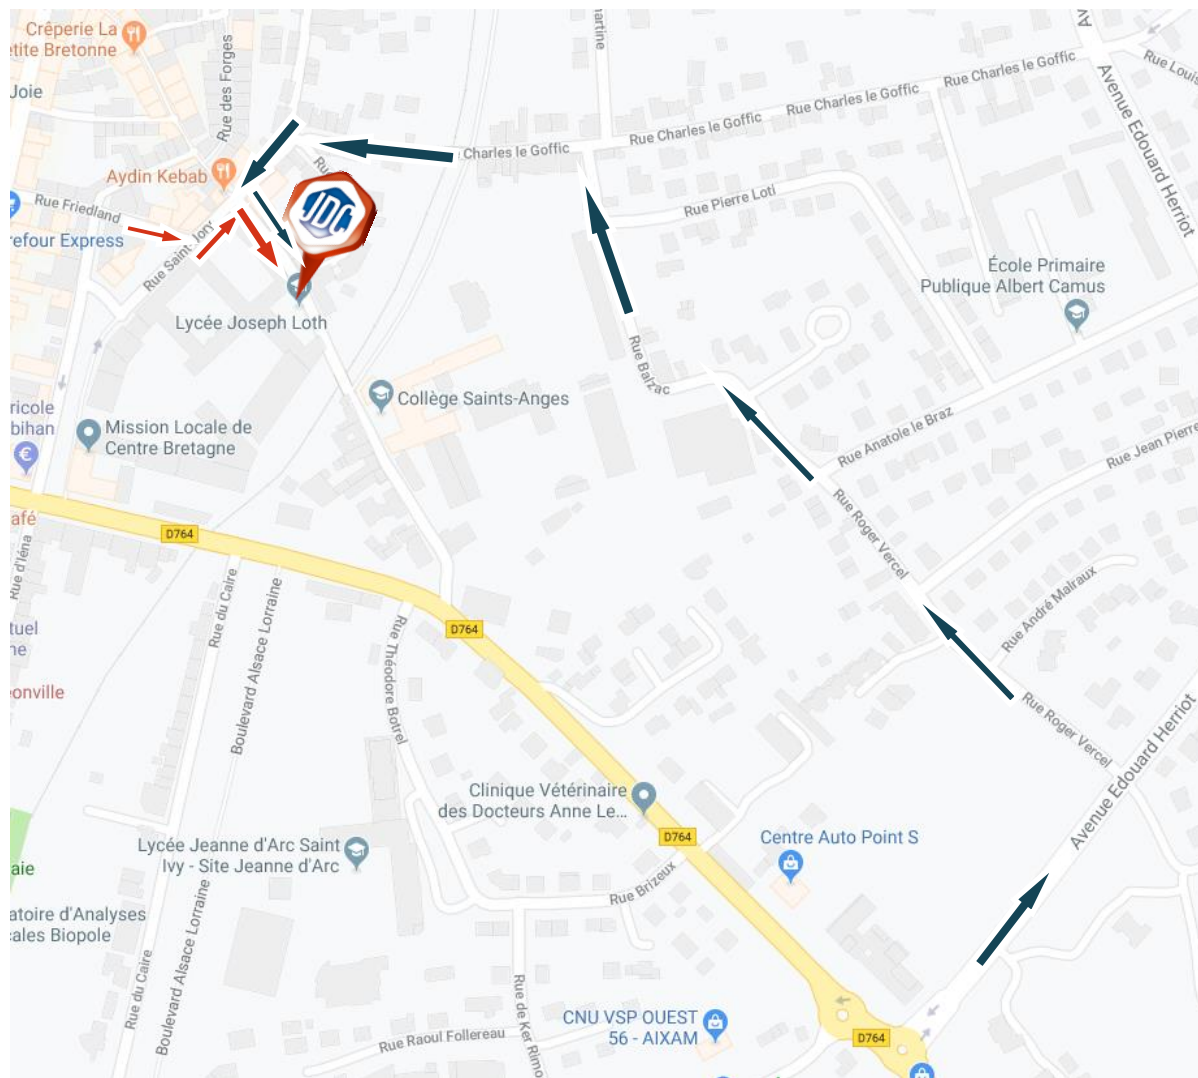 Crêperie La
etite Bretonne
Joie
Rue des Forges
artine
Rue Charles le Goffic
Rue Louis
Avenue Edouard Herriot
Rue Charles le Goffic
Rue Charles le Goffic
Charles le Goffic
Aydin Kebab
Rue
Rue Friedland
Rue Pierre Loti
JDC
efour Express
Rue Saint-Jory
École Primaire
Publique Albert Camus
Lycée Joseph Loth
Rue Balzac
Collège Saints-Anges
ricole
bihan
€
Mission Locale de
Centre Bretagne
Rue Anatole le Braz
Rue Jean Pierre
afé
D764
Rue Roger Vercel
Rue d'Iéna
Rue du Caire
Boulevard Alsace Lorraine
Rue André Malraux
tuel
ne
D764
Rue Théodore Botrel
onville
Rue Roger Vercel
Avenue Edouard Herriot
Clinique Vétérinaire
des Docteurs Anne Le...
D764
Centre Auto Point S
Lycée Jeanne d'Arc Saint
Ivy - Site Jeanne d'Arc
aie
Rue Brizeux
atoire d'Analyses
cales Biopole
Rue du Caire
Boulevard Alsace Lorraine
Rue de Ker Rimo
CNU VSP OUEST
56 - AIXAM
Rue Raoul Follereau
D764